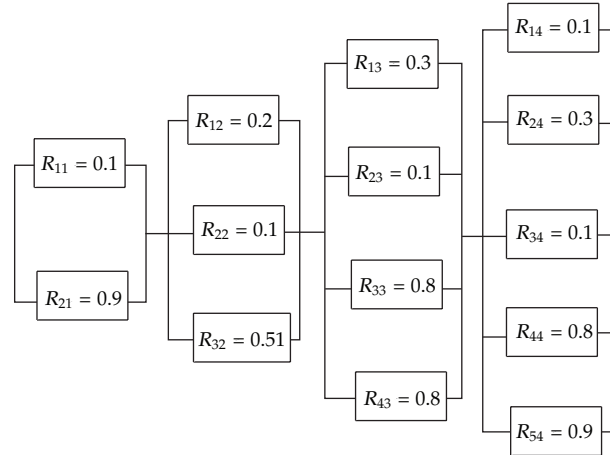 R₁₁ = 0.1
R₂₁ = 0.9
R₁₂ = 0.2
R₂₂ = 0.1
R₃₂ = 0.51
R₁₃ = 0.3
R₂₃ = 0.1
R₃₃ = 0.8
R₄₃ = 0.8
R₁₄ = 0.1
R₂₄ = 0.3
R₃₄ = 0.1
R₄₄ = 0.8
R₅₄ = 0.9